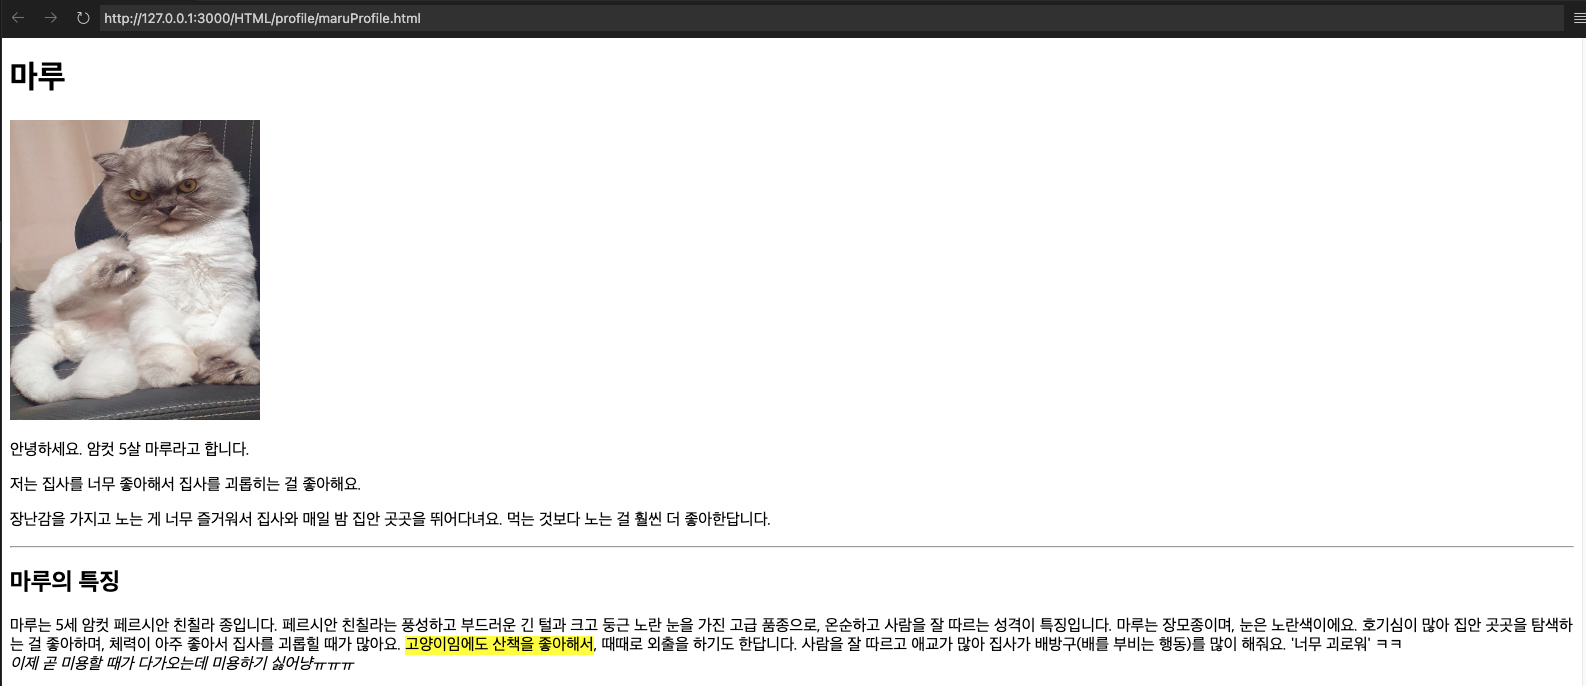 http://127.0.0.1:3000/HTML/profile/maruProfile.html
마루
안녕하세요. 암컷 5살 마루라고 합니다.
저는 집사를 너무 좋아해서 집사를 괴롭히는 걸 좋아해요.
장난감을 가지고 노는 게 너무 즐거워서 집사와 매일 밤 집안 곳곳을 뛰어다녀요. 먹는 것보다 노는 걸 훨씬 더 좋아한답니다.
마루의 특징
마루는 5세 암컷 페르시안 친칠라 종입니다. 페르시안 친칠라는 풍성하고 부드러운 긴 털과 크고 둥근 노란 눈을 가진 고급 품종으로, 온순하고 사람을 잘 따르는 성격이 특징입니다. 마루는 장모종이며, 눈은 노란색이에요. 호기심이 많아 집안 곳곳을 탐색하
는 걸 좋아하며, 체력이 아주 좋아서 집사를 괴롭힐 때가 많아요. 고양이임에도 산책을 좋아해서, 때때로 외출을 하기도 한답니다. 사람을 잘 따르고 애교가 많아 집사가 배방구(배를 부비는 행동)를 많이 해줘요. '너무 괴로워' ㅋㅋ
이제 곧 미용할 때가 다가오는데 미용하기 싫어냥ㅠㅠㅠ